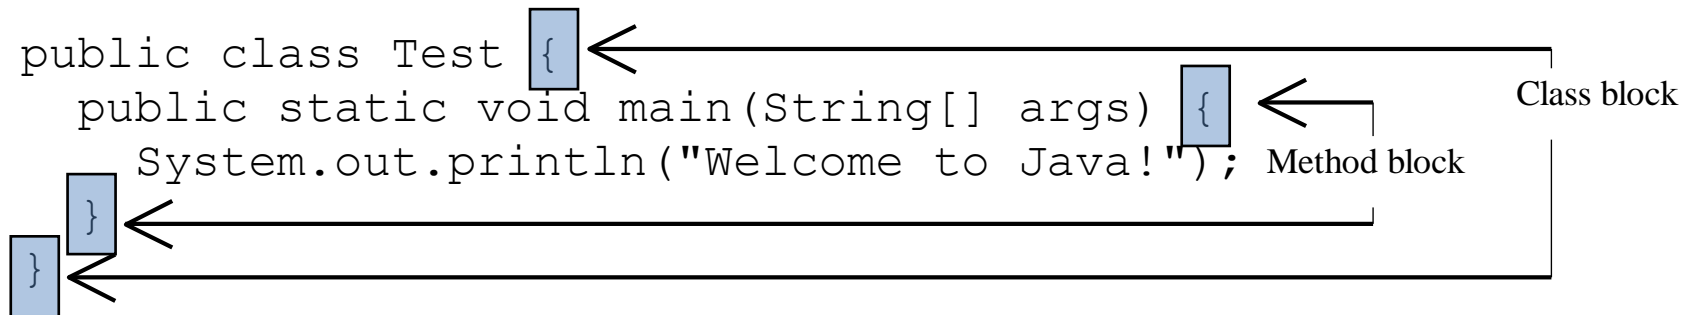 public class Test {
Class block
public static void main(String[] args) {
System.out.println("Welcome to Java!");
Method block
}
}